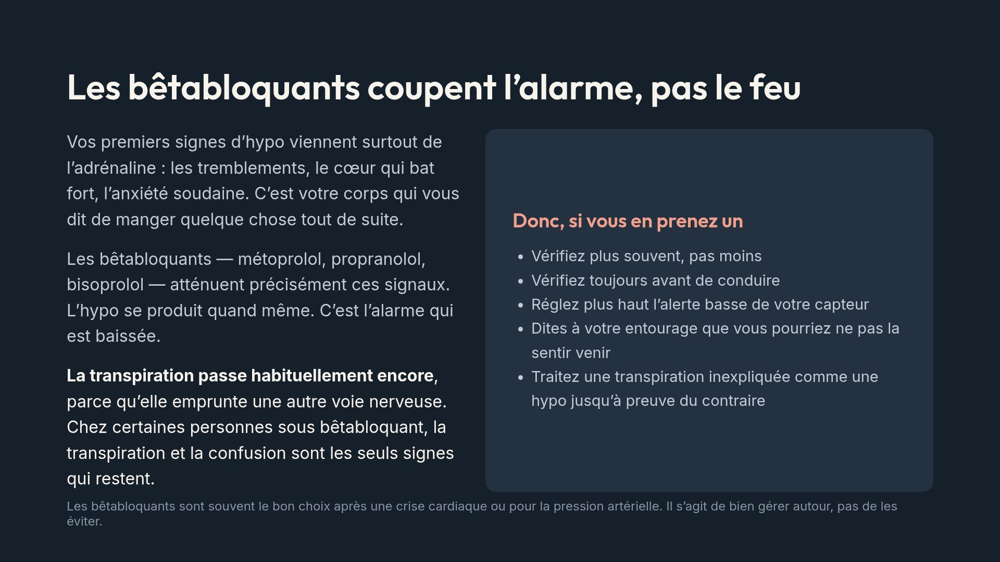 Les bêtabloquants coupent l’alarme, pas le feu
Vos premiers signes d’hypo viennent surtout de
l’adrénaline : les tremblements, le cœur qui bat
fort, l’anxiété soudaine. C’est votre corps qui vous
dit de manger quelque chose tout de suite.
Les bêtabloquants — métoprolol, propranolol,
bisoprolol — atténuent précisément ces signaux.
L’hypo se produit quand même. C’est l’alarme qui
est baissée.
La transpiration passe habituellement encore,
parce qu’elle emprunte une autre voie nerveuse.
Chez certaines personnes sous bêtabloquant, la
transpiration et la confusion sont les seuls signes
qui restent.
Donc, si vous en prenez un
• Vérifiez plus souvent, pas moins
• Vérifiez toujours avant de conduire
• Réglez plus haut l’alerte basse de votre capteur
• Dites à votre entourage que vous pourriez ne pas la
sentir venir
• Traitez une transpiration inexpliquée comme une
hypo jusqu’à preuve du contraire
Les bêtabloquants sont souvent le bon choix après une crise cardiaque ou pour la pression artérielle. Il s’agit de bien gérer autour, pas de les
éviter.